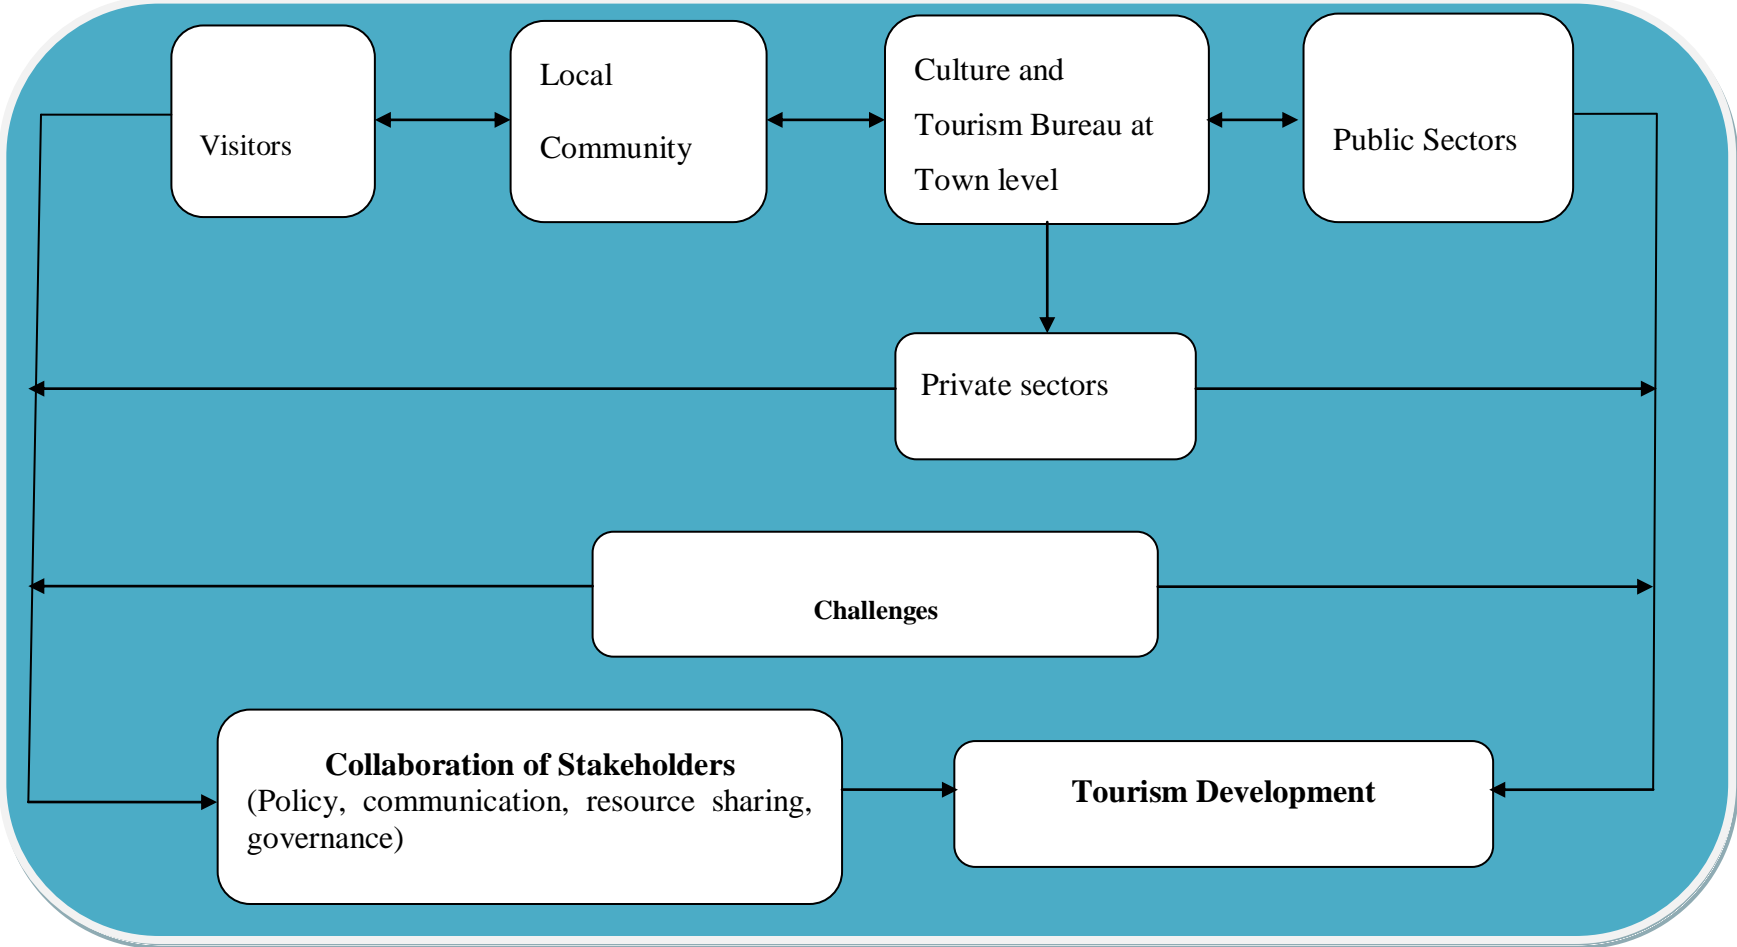 Visitors
Local
Community
Culture and
Tourism Bureau at
Town level
Public Sectors
Private sectors
Challenges
Collaboration of Stakeholders
(Policy, communication, resource sharing,
governance)
Tourism Development